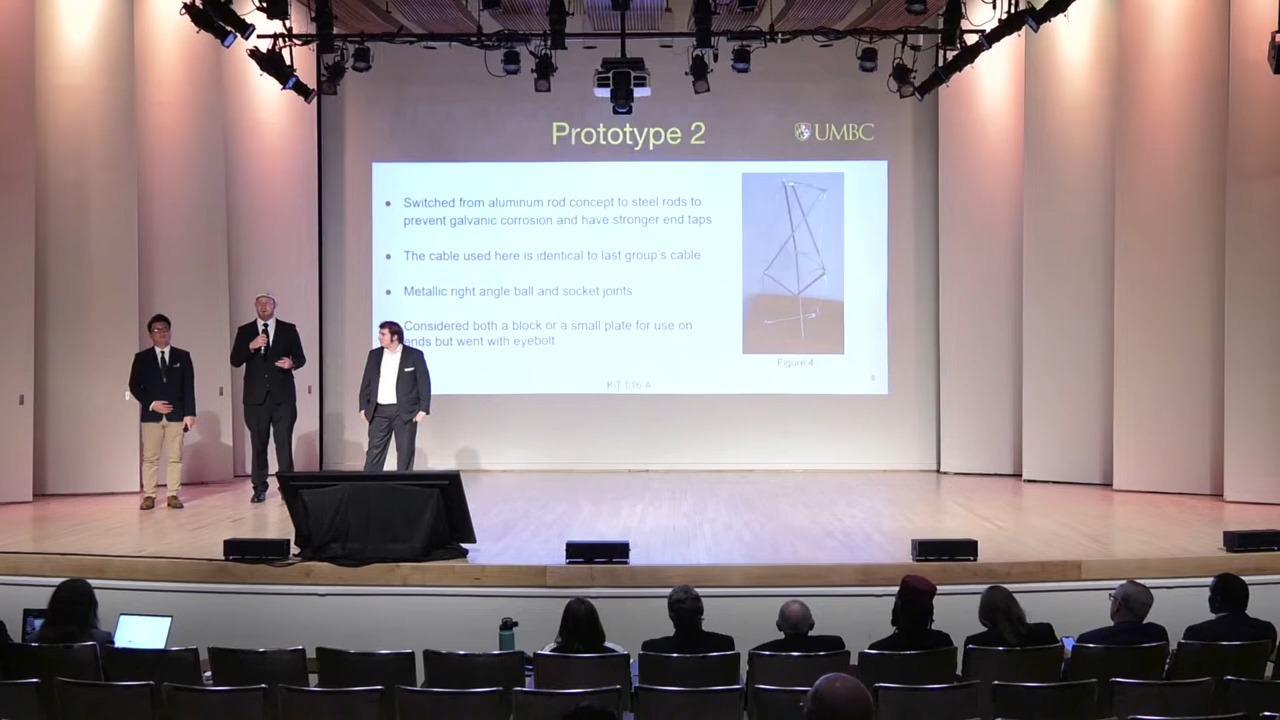 Prototype 2
UMBC
Switched from aluminum rod concept to steel rods to
prevent galvanic corrosion and have stronger end taps
The cable used here is identical to last group's cable
Metallic right angle ball and socket joints
Considered both a block or a small plate for use on
ends but went with eyebolt
Figure 4
KIT 016 A